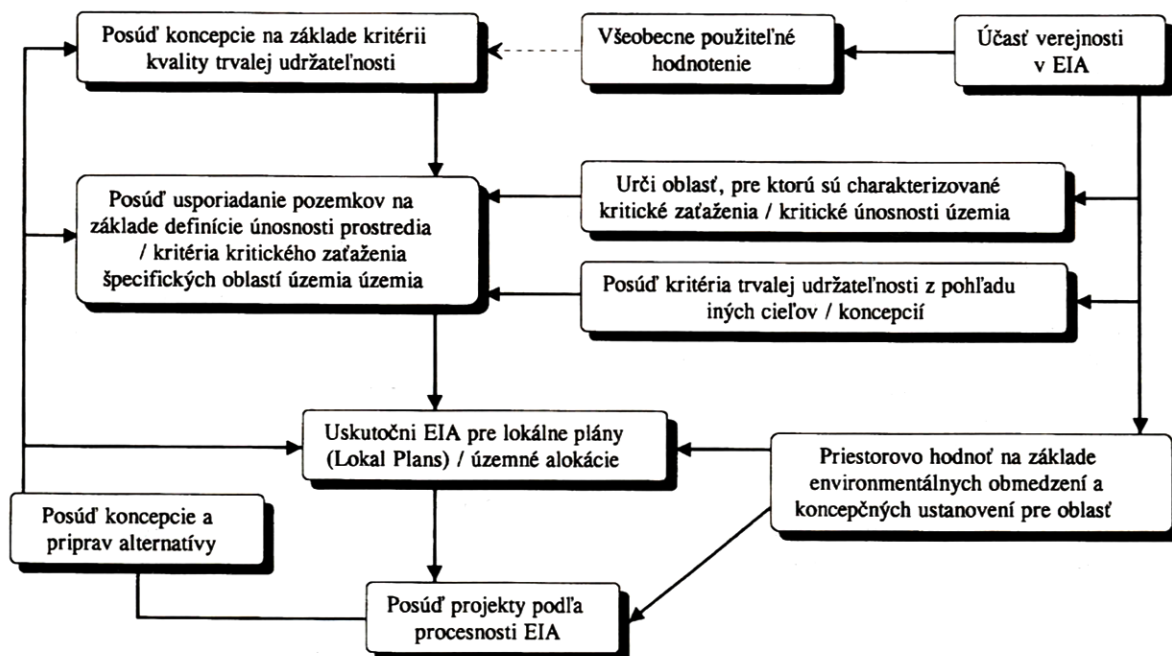 Posúď koncepcie na základe kritérii
kvality trvalej udržateľnosti
Všeobecne použiteľné
hodnotenie
Účasť verejnosti
v EIA
Posúď usporiadanie pozemkov na
základe definície únosnosti prostredia
/ kritéria kritického zaťaženia
špecifických oblastí územia územia
Urči oblasť, pre ktorú sú charakterizované
kritické zaťaženia / kritické únosnosti územia
Posúď kritéria trvalej udržateľnosti z pohľadu
iných cieľov / koncepcií
Uskutočni EIA pre lokálne plány
(Lokal Plans) / územné alokácie
Priestorovo hodnoť na základe
environmentálnych obmedzení a
koncepčných ustanovení pre oblasť
Posúď koncepcie a
priprav alternatívy
Posúď projekty podľa
procesnosti EIA